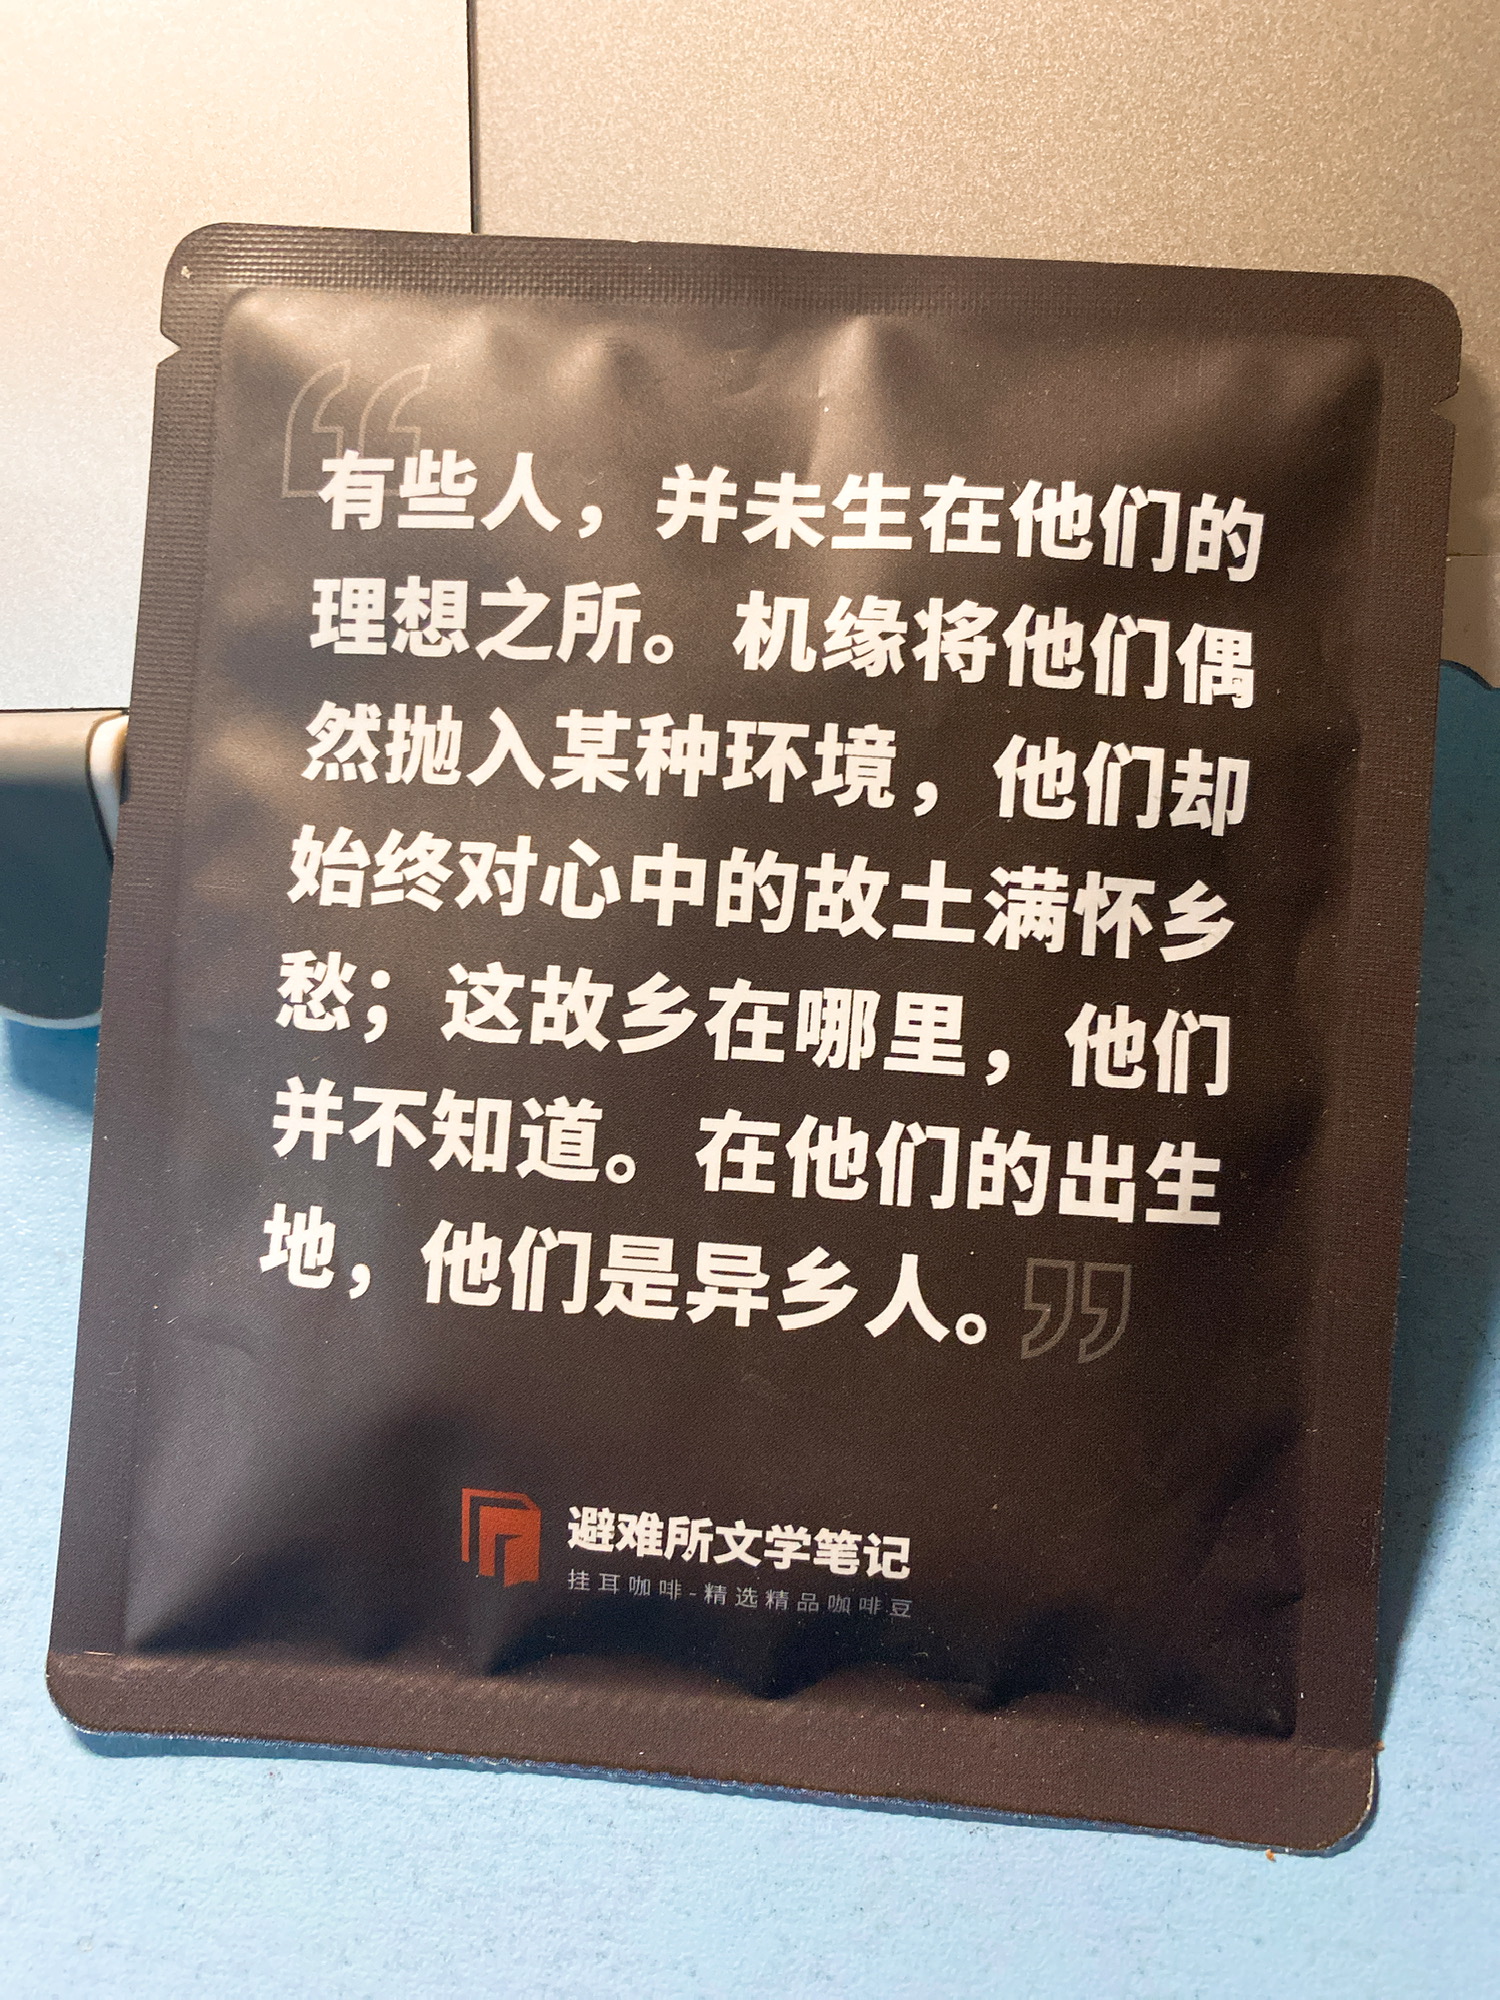 “有些人，并未生在他们的
理想之所。机缘将他们偶
然抛入某种环境，他们却
始终对心中的故土满怀乡
愁；这故乡在哪里，他们
并不知道。在他们的出生
地，他们是异乡人。”
避难所文学笔记
挂耳咖啡-精选精品咖啡豆